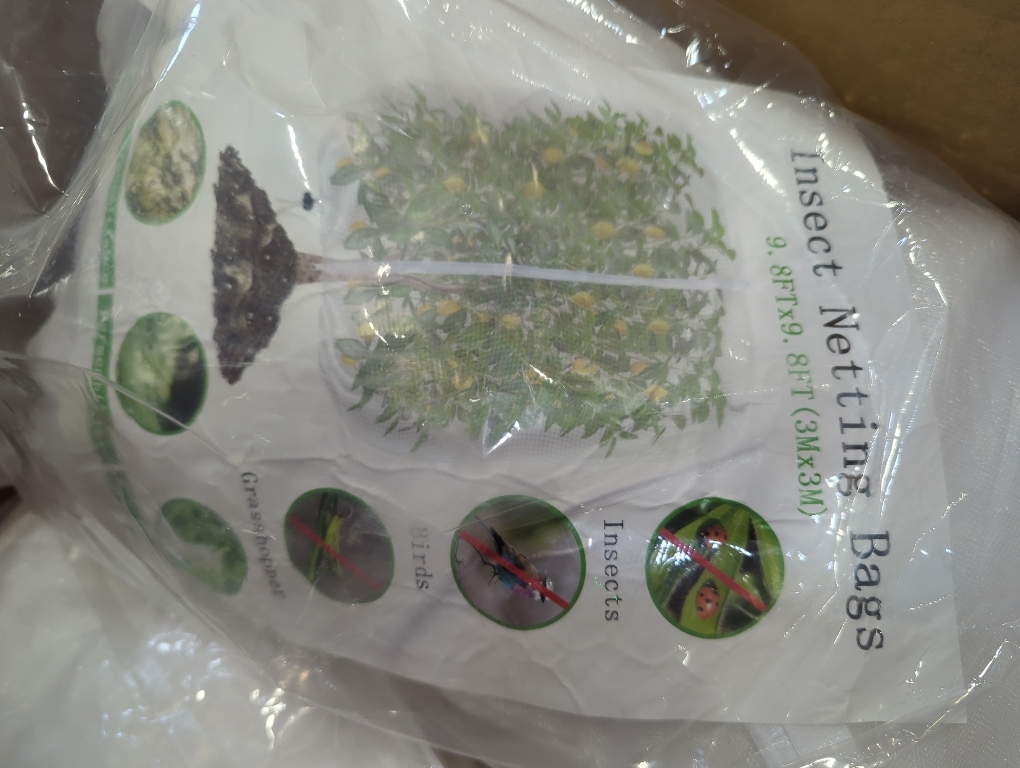 Insect Netting Bags
9.8FTx9.8FT(3Mx3M)
Insects
Birds
Grasshopper